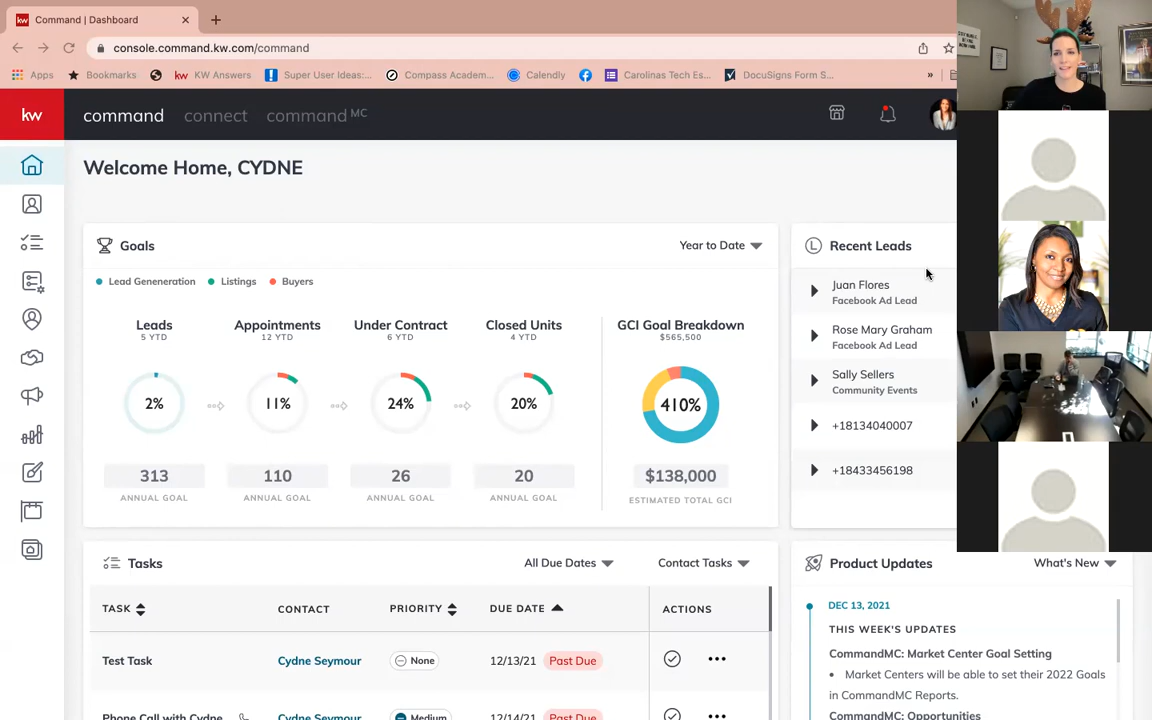 kw Command | Dashboard
console.command.kw.com/command
Apps Bookmarks kw KW Answers Super User Ideas:... Compass Academ... Calendly Carolinas Tech Es... DocuSigns Form S... »
kw command connect command MC
Welcome Home, CYDNE
Goals Year to Date
Lead Geneneration Listings Buyers
Leads Appointments Under Contract Closed Units GCI Goal Breakdown
5 YTD 12 YTD 6 YTD 4 YTD $565,500
2% 11% 24% 20% 410%
313 110 26 20 $138,000
ANNUAL GOAL ANNUAL GOAL ANNUAL GOAL ANNUAL GOAL ESTIMATED TOTAL GCI
L Recent Leads
Juan Flores
Facebook Ad Lead
Rose Mary Graham
Facebook Ad Lead
Sally Sellers
Community Events
+18134040007
+18433456198
Tasks All Due Dates Contact Tasks
TASK CONTACT PRIORITY DUE DATE ACTIONS
Test Task Cydne Seymour None 12/13/21 Past Due
Phone Call with Cydne Cydne Seymour Medium 12/14/21 Past Due
Product Updates What's New
DEC 13, 2021
THIS WEEK'S UPDATES
CommandMC: Market Center Goal Setting
• Market Centers will be able to set their 2022 Goals
in CommandMC Reports.
CommandMC: Opportunities